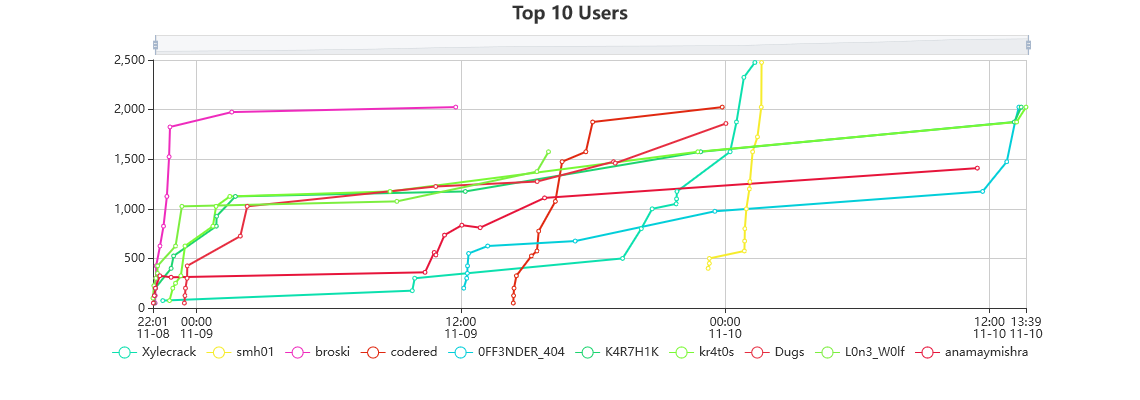 Top 10 Users
2,500
2,000
1,500
1,000
500
0
22:01 00:00 12:00 00:00 12:00 13:39
11-08 11-09 11-09 11-10 11-10 11-10
Xylecrack smh01 broski codered 0FF3NDER_404 K4R7H1K kr4t0s Dugs L0n3_W0lf anamaymishra